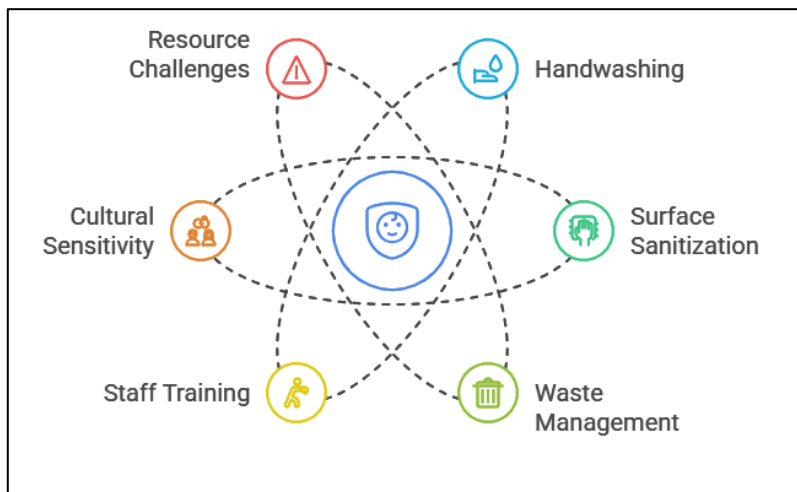 Resource
Challenges
Handwashing
Cultural
Sensitivity
Surface
Sanitization
Staff Training
Waste
Management